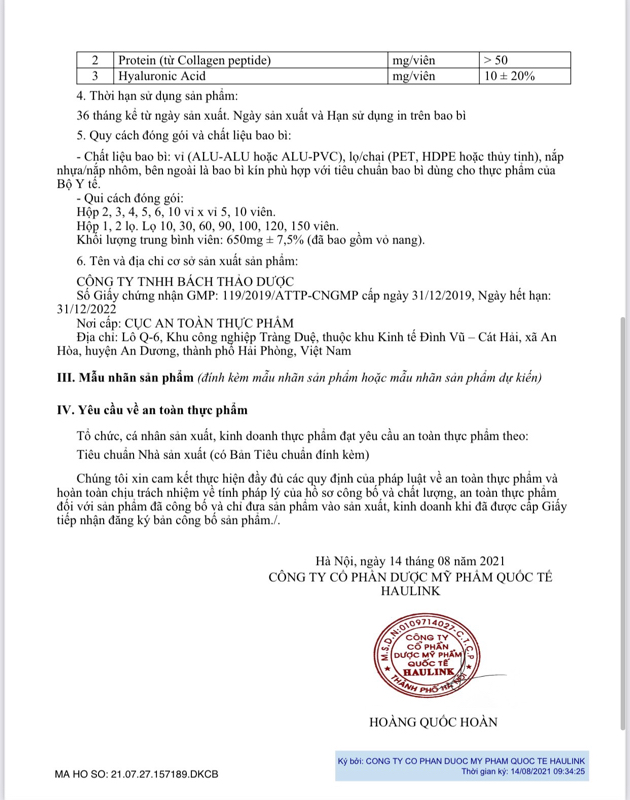 2 Protein (từ Collagen peptide) mg/viên > 50
3 Hyaluronic Acid mg/viên 10 ± 20%
4. Thời hạn sử dụng sản phẩm:
36 tháng kể từ ngày sản xuất. Ngày sản xuất và Hạn sử dụng in trên bao bì
5. Quy cách đóng gói và chất liệu bao bì:
- Chất liệu bao bì: vỉ (ALU-ALU hoặc ALU-PVC), lọ/chai (PET, HDPE hoặc thủy tinh), nắp
nhựa/nắp nhôm, bên ngoài là bao bì kín phù hợp với tiêu chuẩn bao bì dùng cho thực phẩm của
Bộ Y tế.
- Qui cách đóng gói:
Hộp 2, 3, 4, 5, 6, 10 vỉ x vỉ 5, 10 viên.
Hộp 1, 2 lọ. Lọ 10, 30, 60, 90, 100, 120, 150 viên.
Khối lượng trung bình viên: 650mg ± 7,5% (đã bao gồm vỏ nang).
6. Tên và địa chỉ cơ sở sản xuất sản phẩm:
CÔNG TY TNHH BÁCH THẢO DƯỢC
Số Giấy chứng nhận GMP: 119/2019/ATTP-CNGMP cấp ngày 31/12/2019, Ngày hết hạn:
31/12/2022
Nơi cấp: CỤC AN TOÀN THỰC PHẨM
Địa chỉ: Lô Q-6, Khu công nghiệp Tràng Duệ, thuộc khu Kinh tế Đình Vũ – Cát Hải, xã An
Hòa, huyện An Dương, thành phố Hải Phòng, Việt Nam
III. Mẫu nhãn sản phẩm (đính kèm mẫu nhãn sản phẩm hoặc mẫu nhãn sản phẩm dự kiến)
IV. Yêu cầu về an toàn thực phẩm
Tổ chức, cá nhân sản xuất, kinh doanh thực phẩm đạt yêu cầu an toàn thực phẩm theo:
Tiêu chuẩn Nhà sản xuất (có Bản Tiêu chuẩn đính kèm)
Chúng tôi xin cam kết thực hiện đầy đủ các quy định của pháp luật về an toàn thực phẩm và
hoàn toàn chịu trách nhiệm về tính pháp lý của hồ sơ công bố và chất lượng, an toàn thực phẩm
đối với sản phẩm đã công bố và chỉ đưa sản phẩm vào sản xuất, kinh doanh khi đã được cấp Giấy
tiếp nhận đăng ký bản công bố sản phẩm./.
Hà Nội, ngày 14 tháng 08 năm 2021
CÔNG TY CỔ PHẦN DƯỢC MỸ PHẨM QUỐC TẾ
HAULINK
M.S.D.N:0109714027-C.T.C.P
CÔNG TY
CỔ PHẦN
DƯỢC MỸ PHẨM
QUỐC TẾ
HAULINK
THÀNH PHỐ HÀ NỘI
HOÀNG QUỐC HOÀN
MA HO SO: 21.07.27.157189.DKCB
Ký bởi: CONG TY CO PHAN DUOC MY PHAM QUOC TE HAULINK
Thời gian ký: 14/08/2021 09:34:25